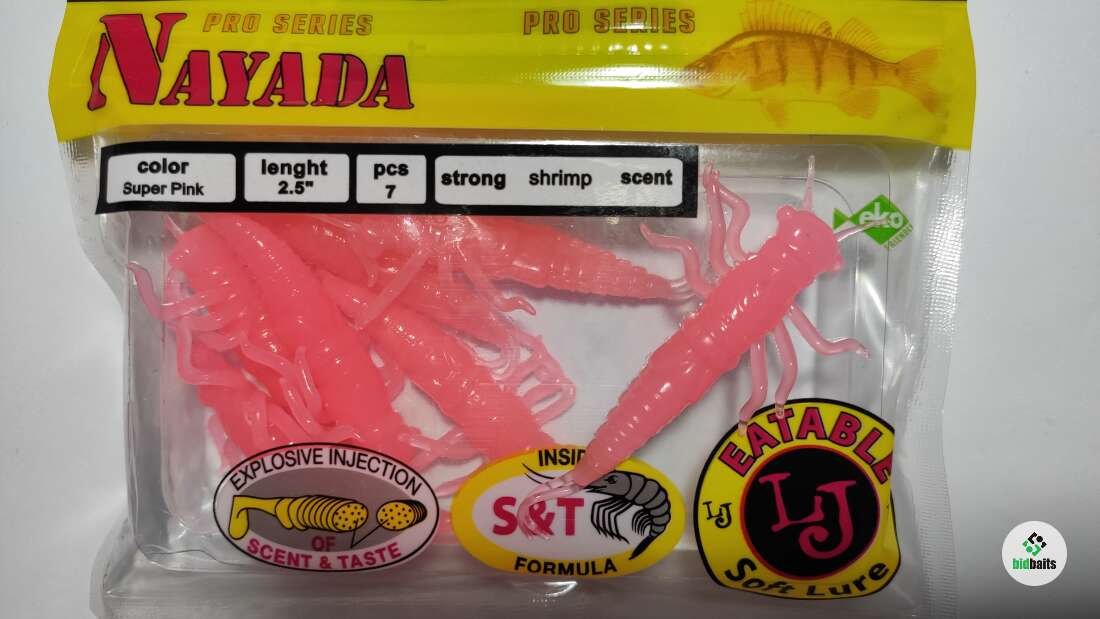 PRO SERIES
PRO SERIES
NAYADA
color
Super Pink
lenght
2.5"
pcs
7
strong shrimp scent
eko
FRIENDLY
EXPLOSIVE INJECTION
OF
SCENT & TASTE
S&T
FORMULA
EATABLE
LJ
LJ
Soft Lure
bidbaits